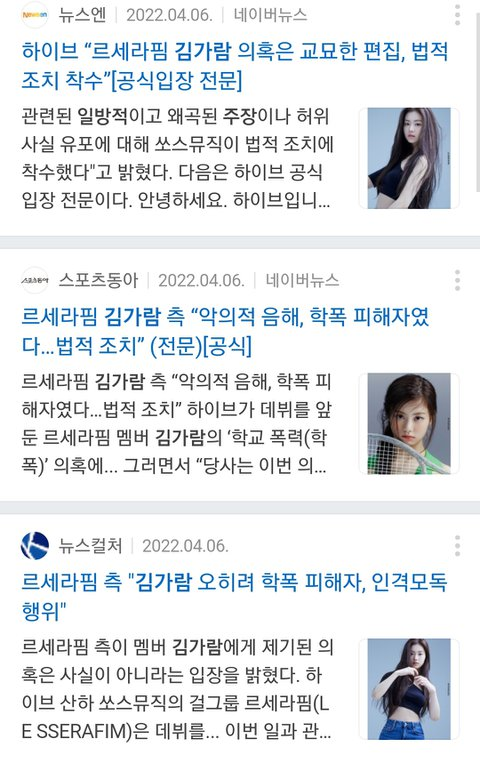 뉴스엔 2022.04.06. 네이버뉴스
하이브 “르세라핌 김가람 의혹은 교묘한 편집, 법적
조치 착수”[공식입장 전문]
관련된 일방적이고 왜곡된 주장이나 허위
사실 유포에 대해 쏘스뮤직이 법적 조치에
착수했다"고 밝혔다. 다음은 하이브 공식
입장 전문이다. 안녕하세요. 하이브입니...
스포츠동아 2022.04.06. 네이버뉴스
르세라핌 김가람 측 “악의적 음해, 학폭 피해자였
다…법적 조치” (전문)[공식]
르세라핌 김가람 측 “악의적 음해, 학폭 피
해자였다…법적 조치” 하이브가 데뷔를 앞
둔 르세라핌 멤버 김가람의 ‘학교 폭력(학
폭)’ 의혹에... 그러면서 “당사는 이번 의...
뉴스컬처 2022.04.06.
르세라핌 측 "김가람 오히려 학폭 피해자, 인격모독
행위"
르세라핌 측이 멤버 김가람에게 제기된 의
혹은 사실이 아니라는 입장을 밝혔다. 하
이브 산하 쏘스뮤직의 걸그룹 르세라핌(L
E SSERAFIM)은 데뷔를... 이번 일과 관...